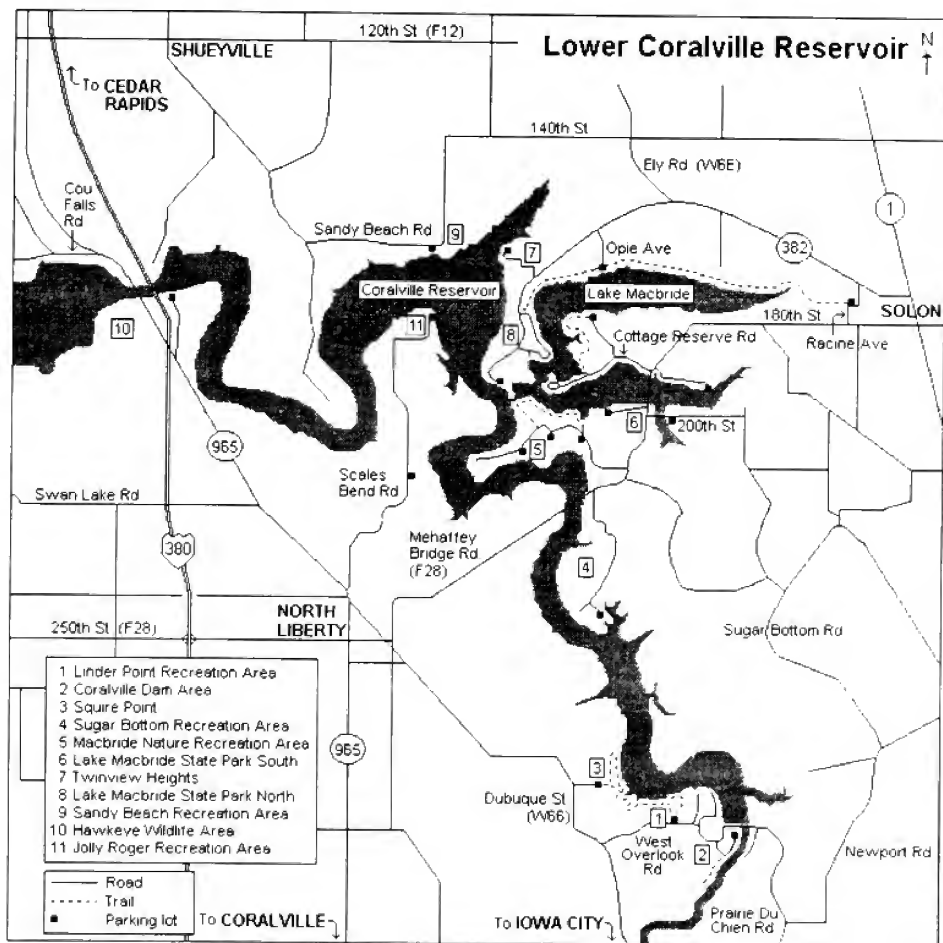 Lower Coralville Reservoir
N
120th St (F12)
SHUEYVILLE
To CEDAR
RAPIDS
140th St
Ely Rd (W6E)
Cou
Falls
Rd
1
Sandy Beach Rd
9
7
Opie Ave
382
Coralville Reservoir
Lake Macbride
10
11
8
180th St
SOLON
Cottage Reserve Rd
Racine Ave
965
6
200th St
5
Scales
Bend Rd
Swan Lake Rd
380
Mehaffey
Bridge Rd
(F28)
4
NORTH
LIBERTY
250th St (F28)
Sugar Bottom Rd
1 Linder Point Recreation Area
2 Coralville Dam Area
3 Squire Point
4 Sugar Bottom Recreation Area
5 Macbride Nature Recreation Area
6 Lake Macbride State Park South
7 Twinview Heights
8 Lake Macbride State Park North
9 Sandy Beach Recreation Area
10 Hawkeye Wildlife Area
11 Jolly Roger Recreation Area
965
3
Dubuque St
(W66)
1
West
Overlook
Rd
2
Newport Rd
Road
Trail
Parking lot
To CORALVILLE
To IOWA CITY
Prairie Du
Chien Rd